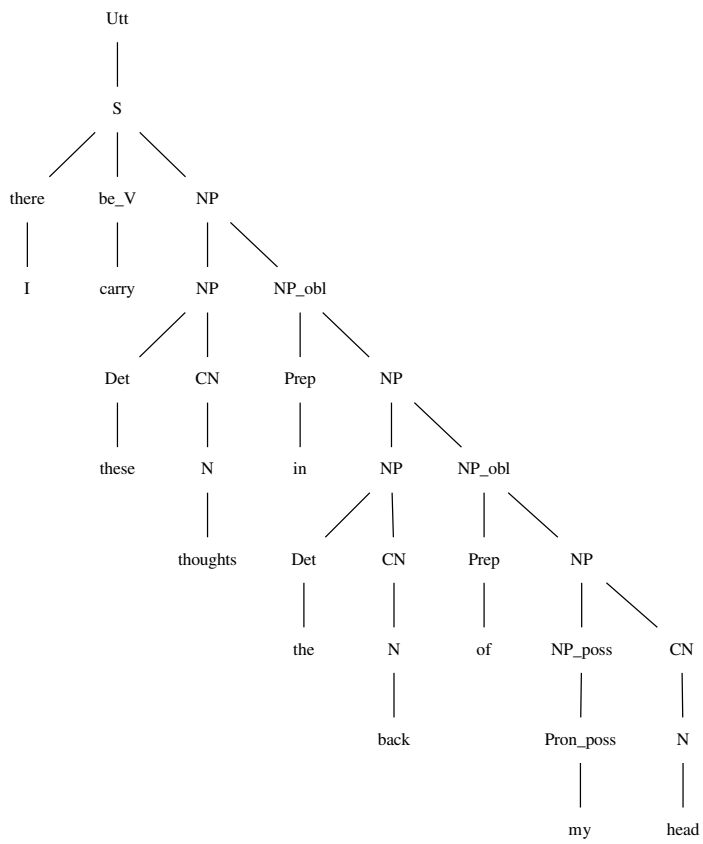 Utt
S
there be_V NP
I carry NP NP_obl
Det CN Prep NP
these N in NP NP_obl
thoughts Det CN Prep NP
the N of NP_poss CN
back Pron_poss N
my head